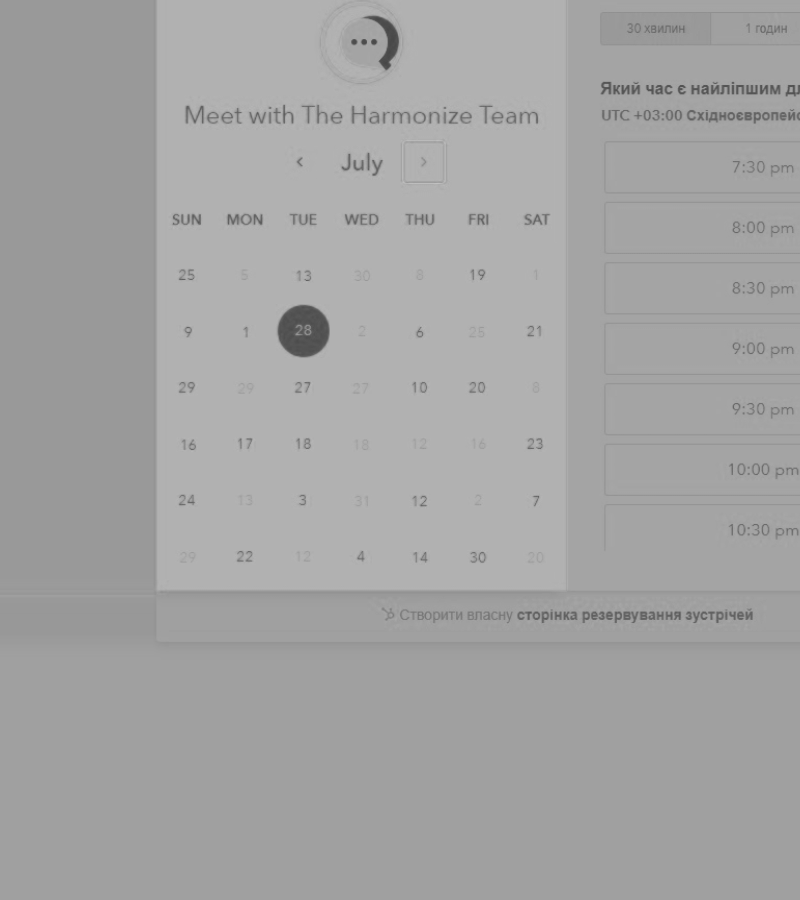 Meet with The Harmonize Team
‹ July ›
SUN MON TUE WED THU FRI SAT
25 5 13 30 8 19 1
9 1 28 2 6 25 21
29 29 27 27 10 20 8
16 17 18 18 12 16 23
24 13 3 31 12 2 7
29 22 12 4 14 30 20
30 хвилин 1 годин
Який час є найліпшим
UTC +03:00
7:30 pm
8:00 pm
8:30 pm
9:00 pm
9:30 pm
10:00 pm
10:30 pm
Створити власну сторінка резервування зустрічей